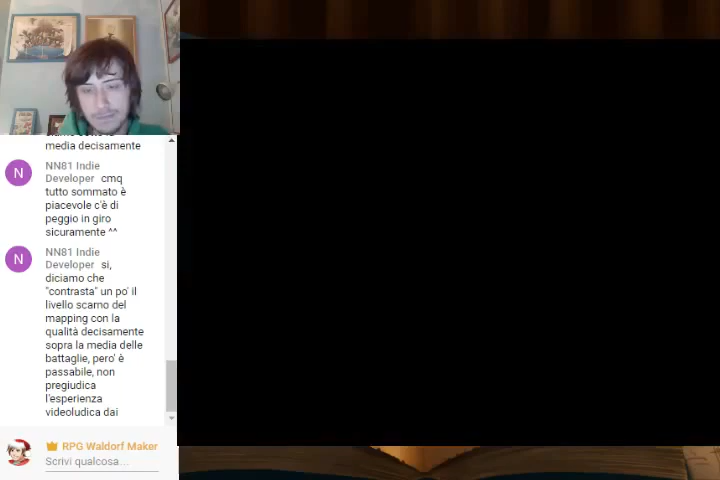 media decisamente
NN81 Indie
Developer cmq
tutto sommato è
piacevole c'è di
peggio in giro
sicuramente ^^
NN81 Indie
Developer si,
diciamo che
"contrasta" un po' il
livello scarno del
mapping con la
qualità decisamente
sopra la media delle
battaglie, pero' è
passabile, non
pregiudica
l'esperienza
videoludica dai
RPG Waldorf Maker
Scrivi qualcosa...
N
N